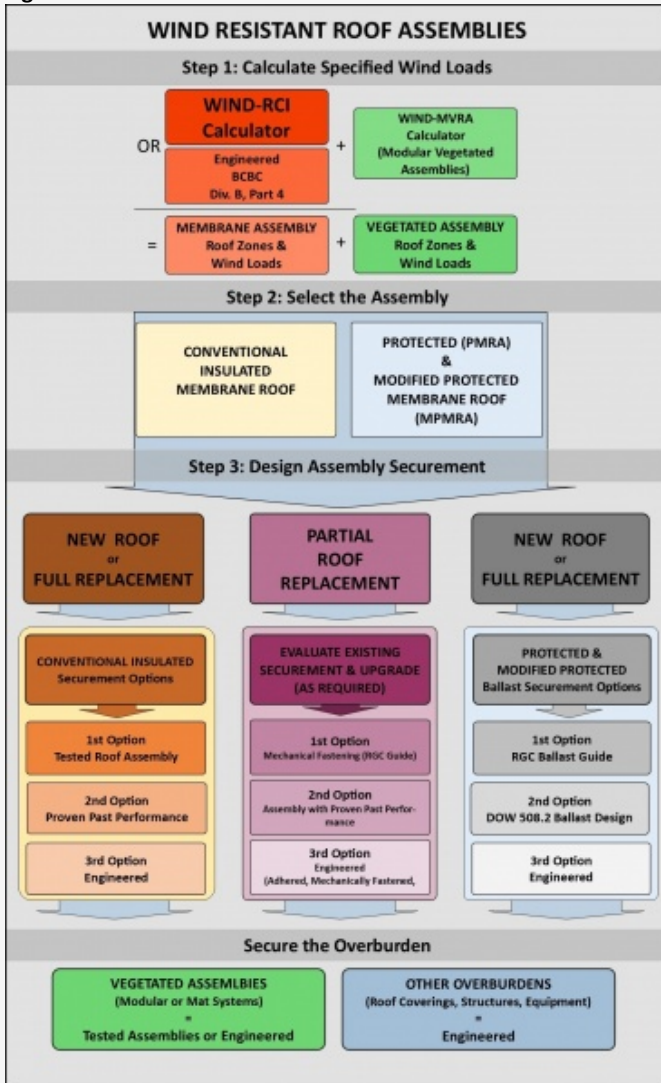 WIND RESISTANT ROOF ASSEMBLIES
Step 1: Calculate Specified Wind Loads
WIND-RCI
Calculator
OR
Engineered
BCBC
Div. B, Part 4
+
WIND-MVRA
Calculator
(Modular Vegetated
Assemblies)
=
MEMBRANE ASSEMBLY
Roof Zones &
Wind Loads
+
VEGETATED ASSEMBLY
Roof Zones &
Wind Loads
Step 2: Select the Assembly
CONVENTIONAL
INSULATED
MEMBRANE ROOF
PROTECTED (PMRA)
&
MODIFIED PROTECTED
MEMBRANE ROOF
(MPMRA)
Step 3: Design Assembly Securement
NEW ROOF
or
FULL REPLACEMENT
CONVENTIONAL INSULATED
Securement Options
1st Option
Tested Roof Assembly
2nd Option
Proven Past Performance
3rd Option
Engineered
PARTIAL
ROOF
REPLACEMENT
EVALUATE EXISTING
SECUREMENT & UPGRADE
(AS REQUIRED)
1st Option
Mechanical Fastening (RGC Guide)
2nd Option
Assembly with Proven Past Perfor-
mance
3rd Option
Engineered
(Adhered, Mechanically Fastened,
NEW ROOF
or
FULL REPLACEMENT
PROTECTED &
MODIFIED PROTECTED
Ballast Securement Options
1st Option
RGC Ballast Guide
2nd Option
DOW 508.2 Ballast Design
3rd Option
Engineered
Secure the Overburden
VEGETATED ASSEMLBIES
(Modular or Mat Systems)
=
Tested Assemblies or Engineered
OTHER OVERBURDENS
(Roof Coverings, Structures, Equipment)
=
Engineered